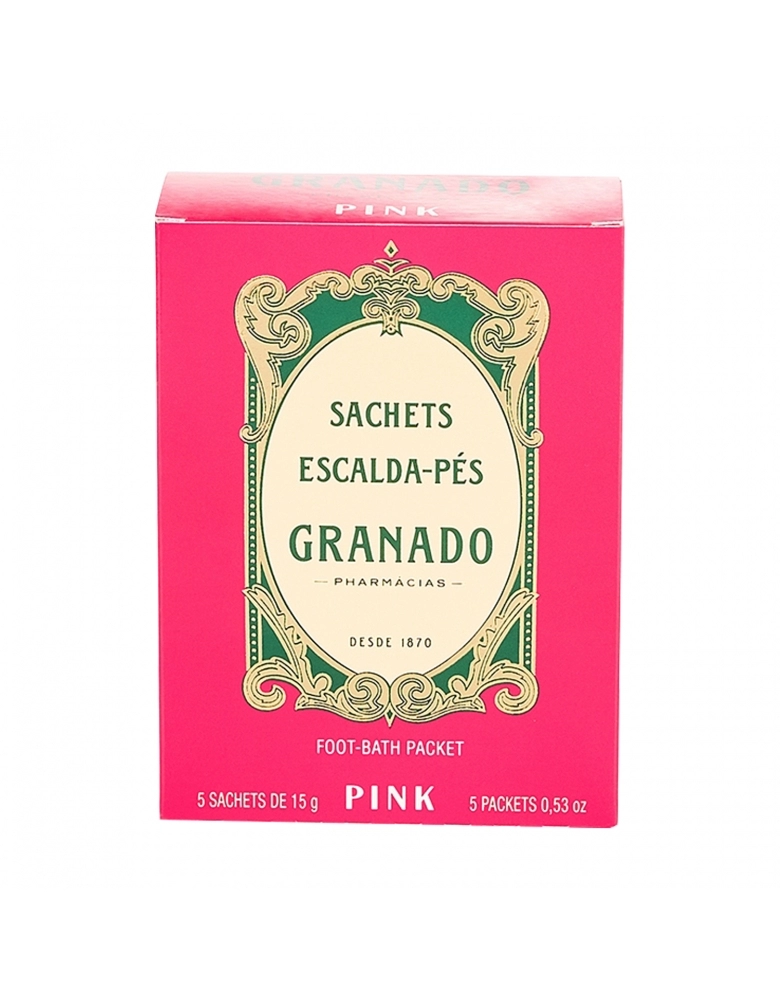 GRANADO
PINK
SACHETS
ESCALDA-PÉS
GRANADO
— PHARMÁCIAS —
DESDE 1870
FOOT-BATH PACKET
5 SACHETS DE 15 g PINK 5 PACKETS 0,53 oz